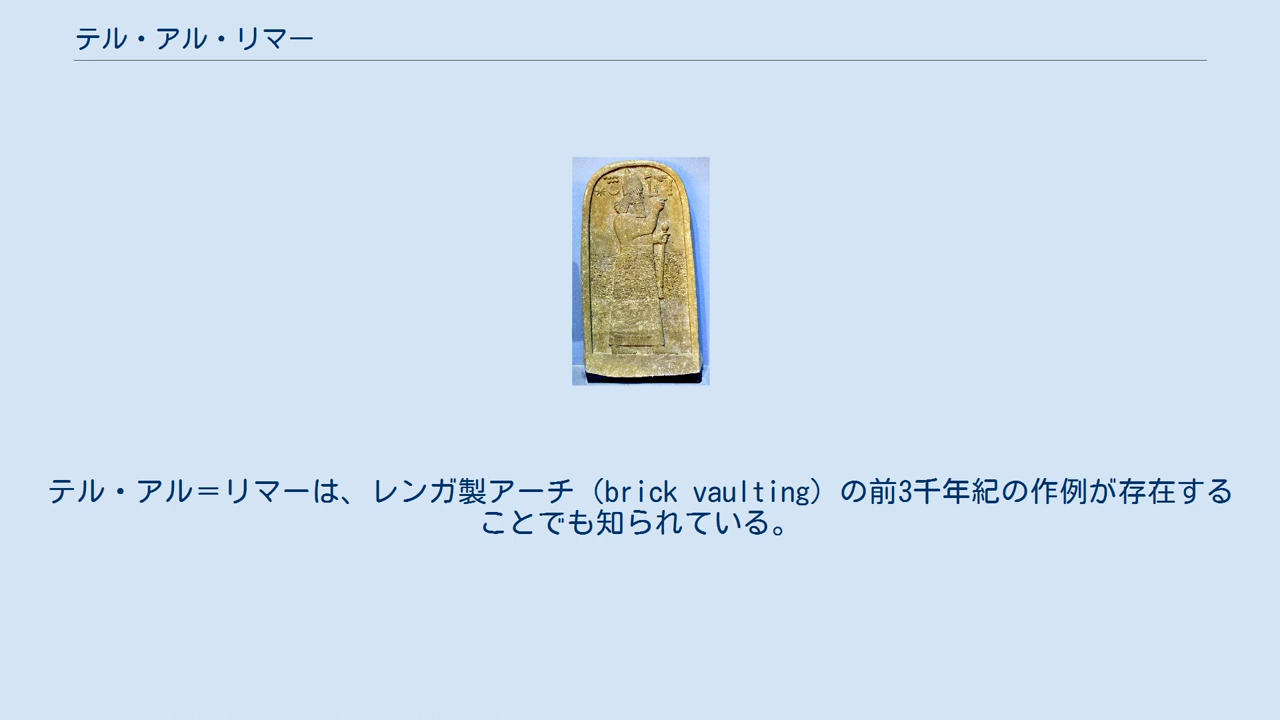 テル・アル・リマー
テル・アル＝リマーは、レンガ製アーチ（brick vaulting）の前3千年紀の作例が存在する
ことでも知られている。